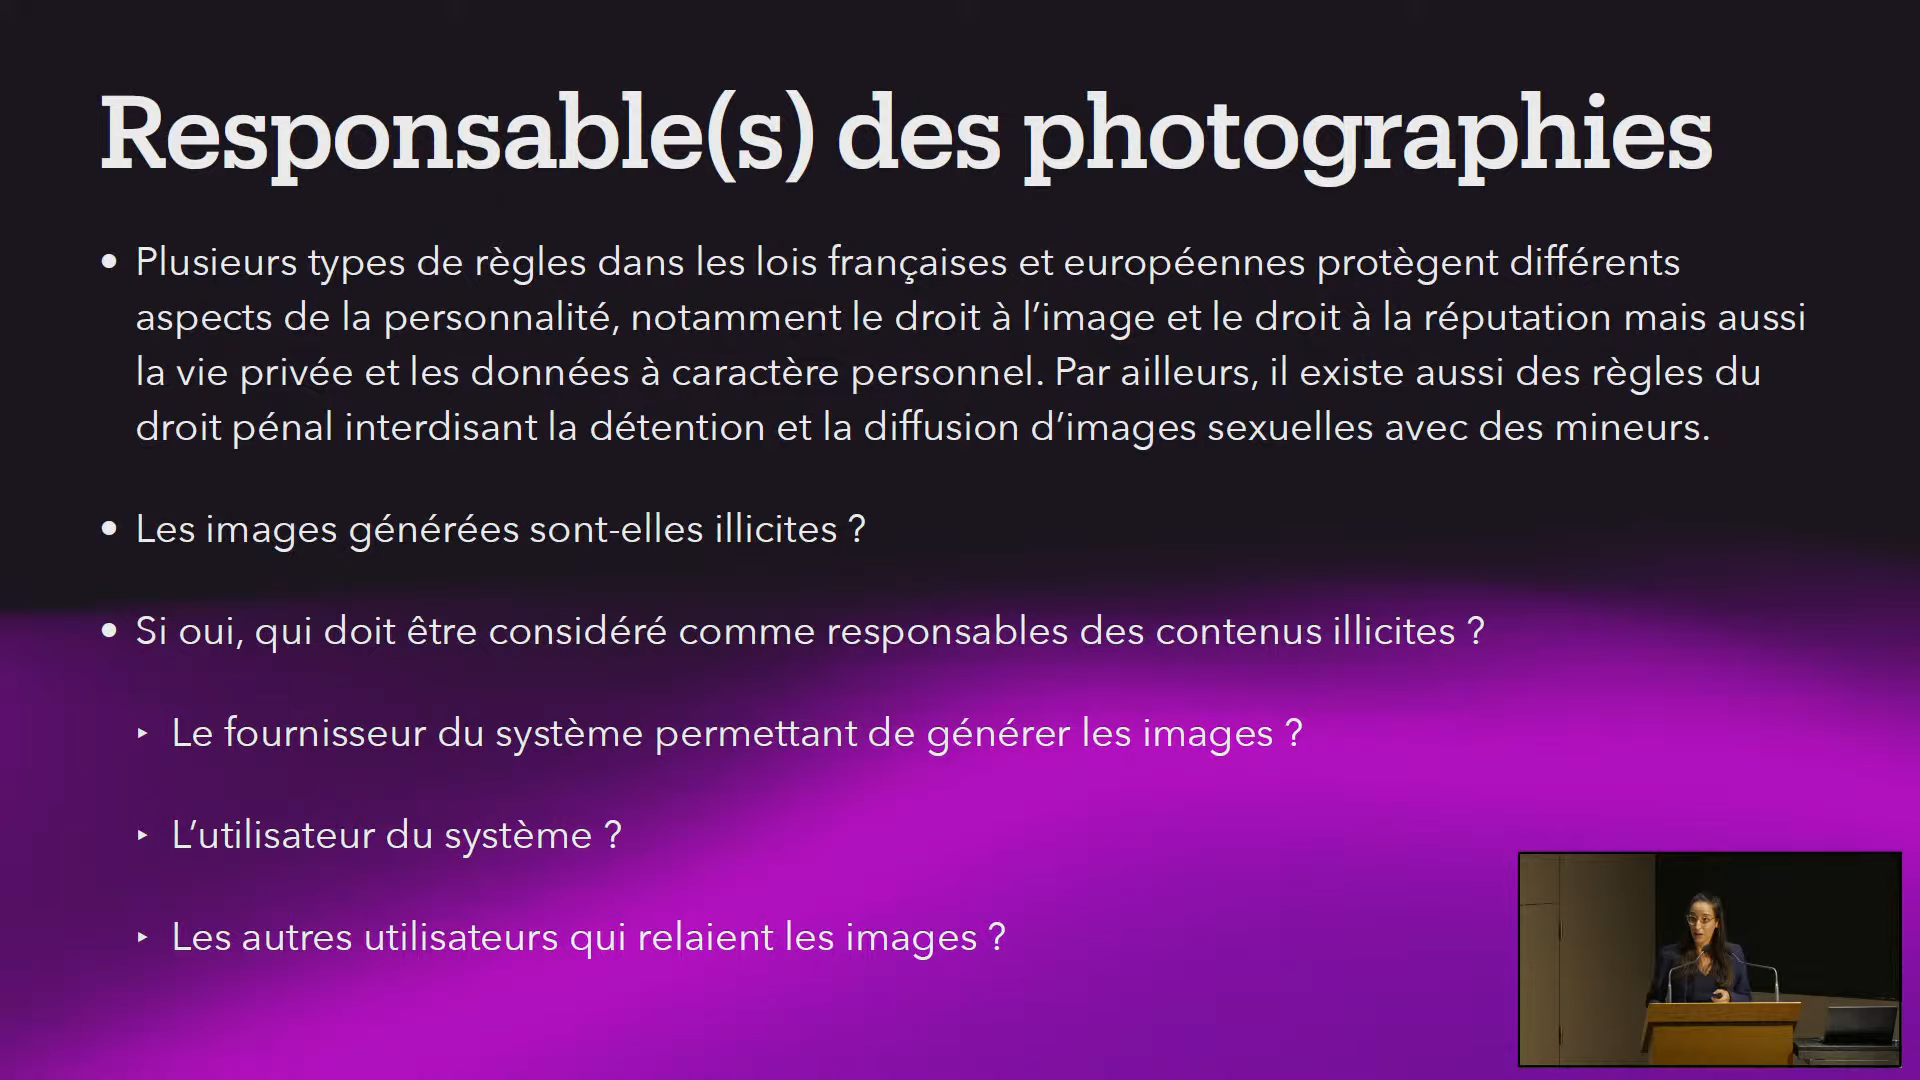 Responsable(s) des photographies
• Plusieurs types de règles dans les lois françaises et européennes protègent différents
aspects de la personnalité, notamment le droit à l’image et le droit à la réputation mais aussi
la vie privée et les données à caractère personnel. Par ailleurs, il existe aussi des règles du
droit pénal interdisant la détention et la diffusion d’images sexuelles avec des mineurs.
• Les images générées sont-elles illicites ?
• Si oui, qui doit être considéré comme responsables des contenus illicites ?
‣ Le fournisseur du système permettant de générer les images ?
‣ L’utilisateur du système ?
‣ Les autres utilisateurs qui relaient les images ?